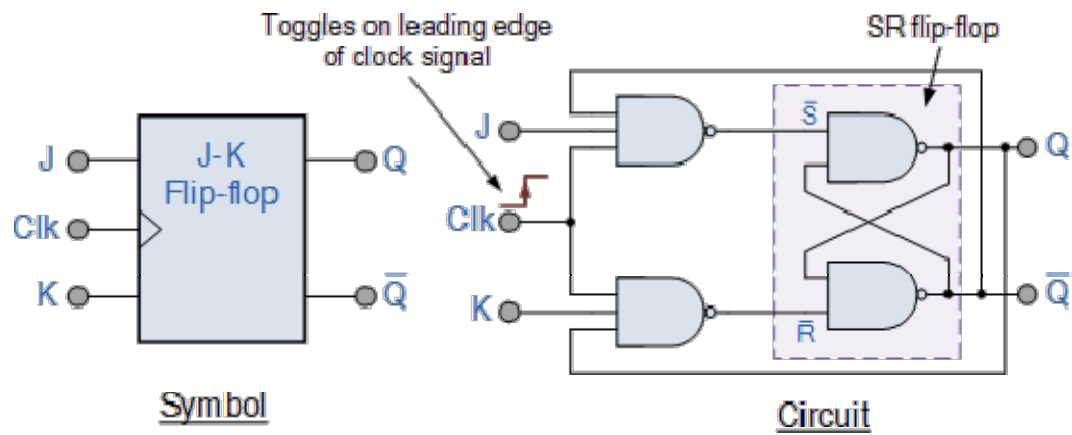 Toggles on leading edge
of clock signal
SR flip-flop
J
J-K
Flip-flop
Q
Clk
K
Q̅
Symbol
J
Clk
K
S̅
R̅
Q
Q̅
Circuit